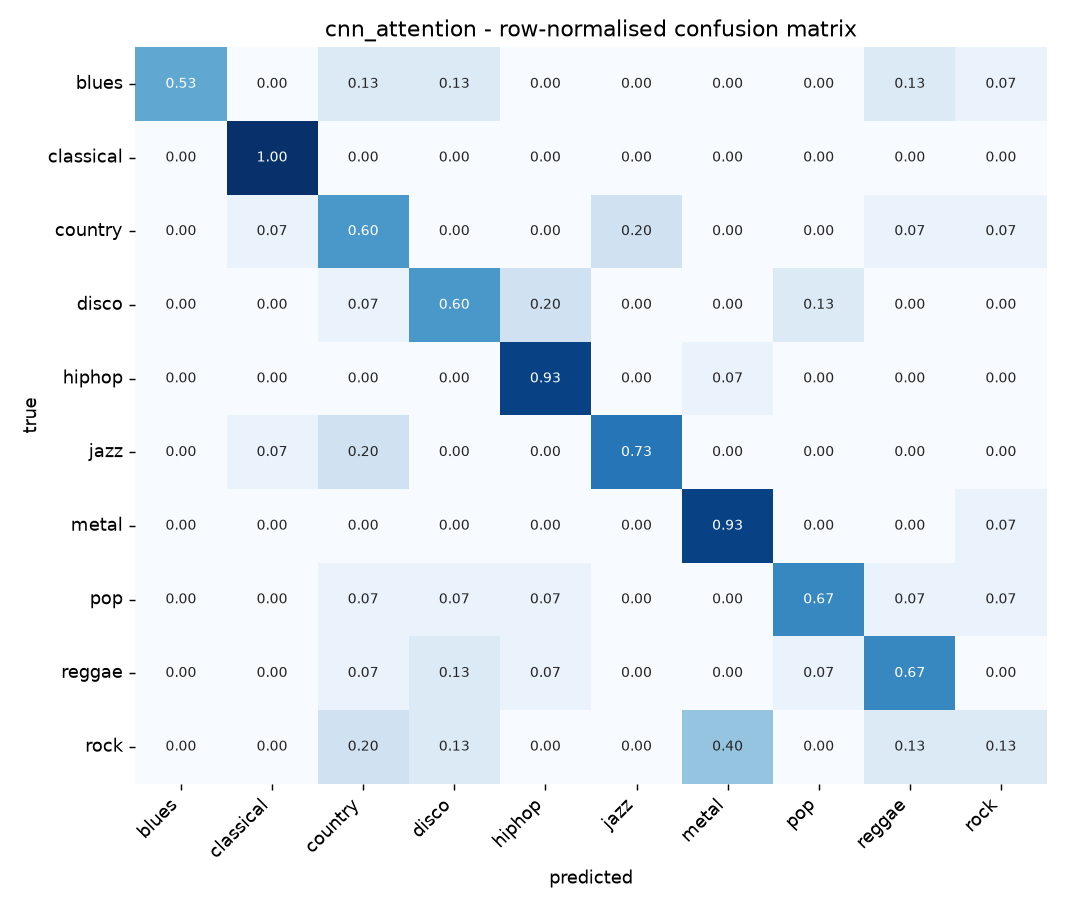 cnn_attention - row-normalised confusion matrix
blues 0.53 0.00 0.13 0.13 0.00 0.00 0.00 0.00 0.13 0.07
classical 0.00 1.00 0.00 0.00 0.00 0.00 0.00 0.00 0.00 0.00
country 0.00 0.07 0.60 0.00 0.00 0.20 0.00 0.00 0.07 0.07
disco 0.00 0.00 0.07 0.60 0.20 0.00 0.00 0.13 0.00 0.00
hiphop 0.00 0.00 0.00 0.00 0.93 0.00 0.07 0.00 0.00 0.00
true
jazz 0.00 0.07 0.20 0.00 0.00 0.73 0.00 0.00 0.00 0.00
metal 0.00 0.00 0.00 0.00 0.00 0.00 0.93 0.00 0.00 0.07
pop 0.00 0.00 0.07 0.07 0.07 0.00 0.00 0.67 0.07 0.07
reggae 0.00 0.00 0.07 0.13 0.07 0.00 0.00 0.07 0.67 0.00
rock 0.00 0.00 0.20 0.13 0.00 0.00 0.40 0.00 0.13 0.13
blues classical country disco hiphop jazz metal pop reggae rock
predicted